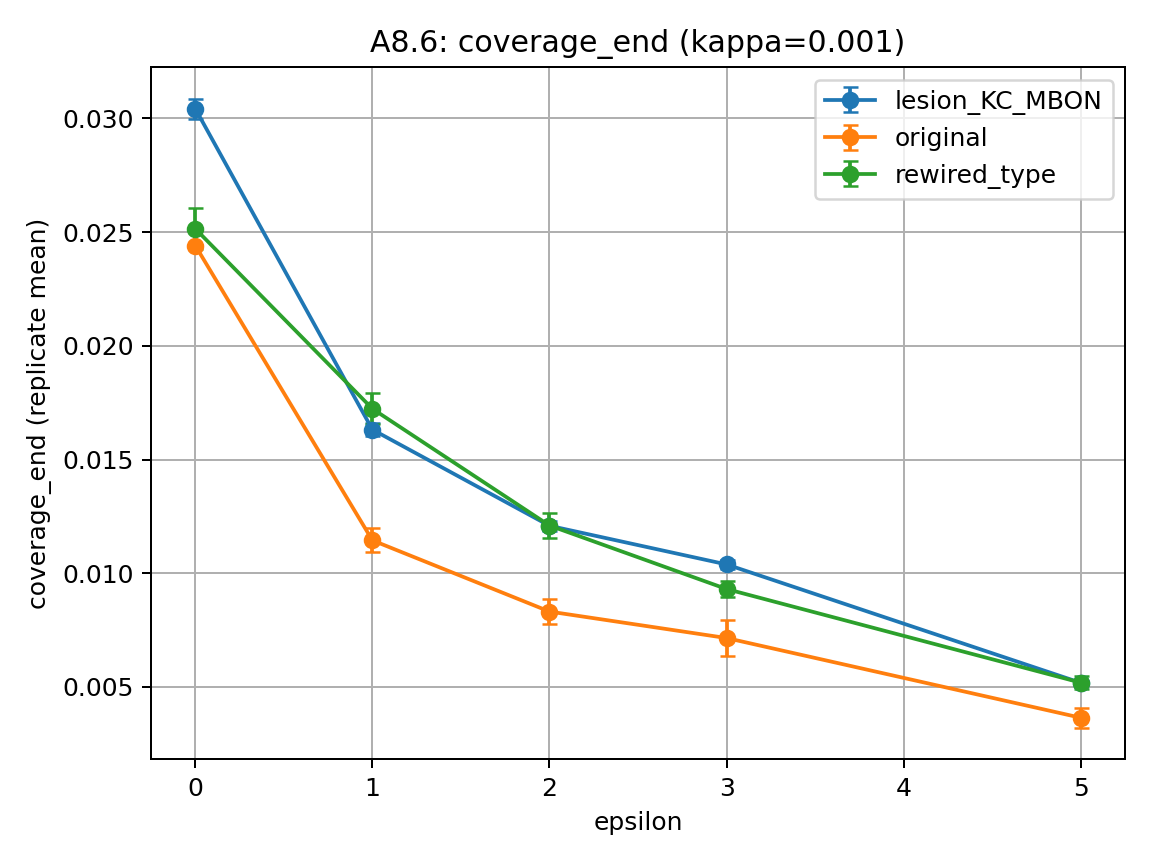 A8.6: coverage_end (kappa=0.001)
lesion_KC_MBON
original
rewired_type
coverage_end (replicate mean)
0.030
0.025
0.020
0.015
0.010
0.005
0 1 2 3 4 5
epsilon